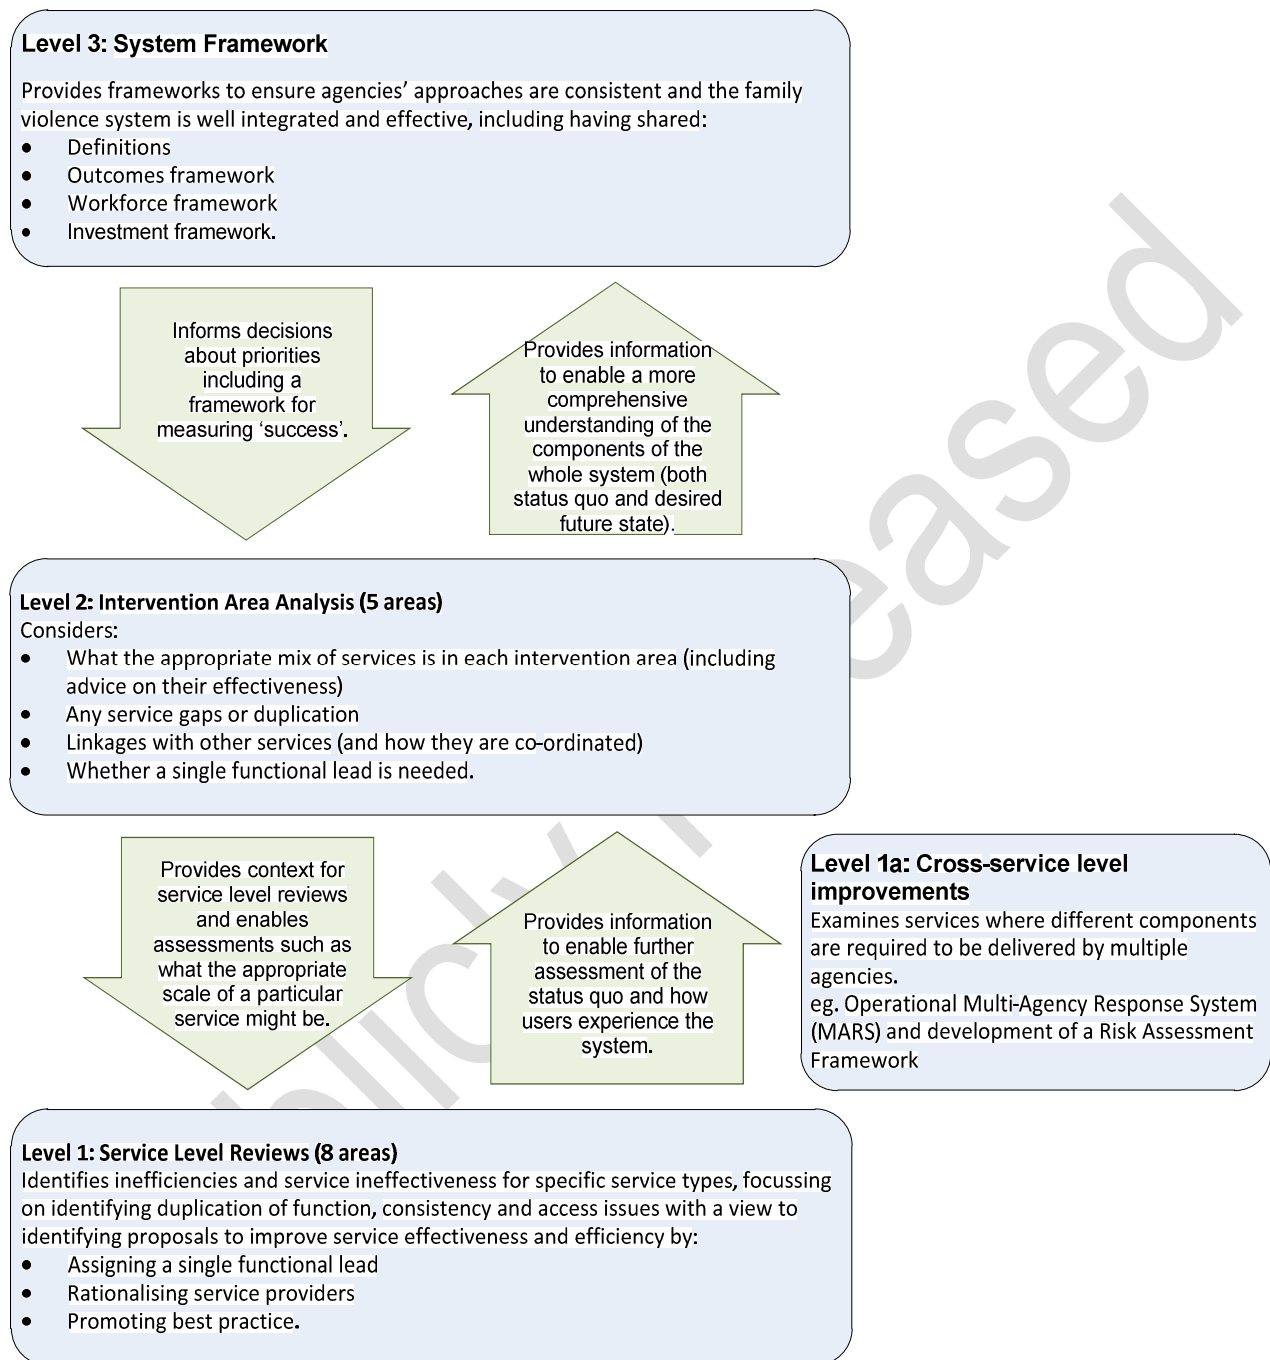 Level 3: System Framework
Provides frameworks to ensure agencies’ approaches are consistent and the family
violence system is well integrated and effective, including having shared:
• Definitions
• Outcomes framework
• Workforce framework
• Investment framework.
Informs decisions
about priorities
including a
framework for
measuring ‘success’.
Provides information
to enable a more
comprehensive
understanding of the
components of the
whole system (both
status quo and desired
future state).
Level 2: Intervention Area Analysis (5 areas)
Considers:
• What the appropriate mix of services is in each intervention area (including
advice on their effectiveness)
• Any service gaps or duplication
• Linkages with other services (and how they are co-ordinated)
• Whether a single functional lead is needed.
Provides context for
service level reviews
and enables
assessments such as
what the appropriate
scale of a particular
service might be.
Provides information
to enable further
assessment of the
status quo and how
users experience the
system.
Level 1a: Cross-service level
improvements
Examines services where different components
are required to be delivered by multiple
agencies.
eg. Operational Multi-Agency Response System
(MARS) and development of a Risk Assessment
Framework
Level 1: Service Level Reviews (8 areas)
Identifies inefficiencies and service ineffectiveness for specific service types, focussing
on identifying duplication of function, consistency and access issues with a view to
identifying proposals to improve service effectiveness and efficiency by:
• Assigning a single functional lead
• Rationalising service providers
• Promoting best practice.